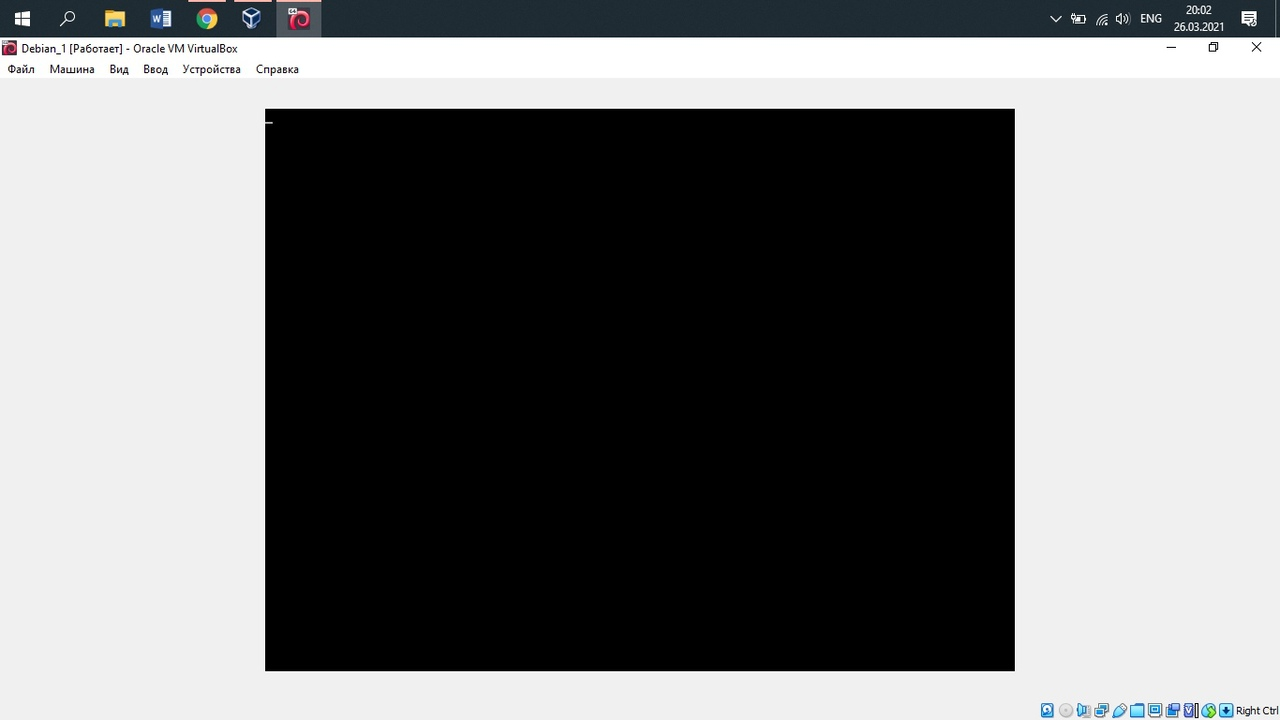 20:02
ENG
26.03.2021
Debian_1 [Работает] - Oracle VM VirtualBox
Файл Машина Вид Ввод Устройства Справка
Right Ctrl